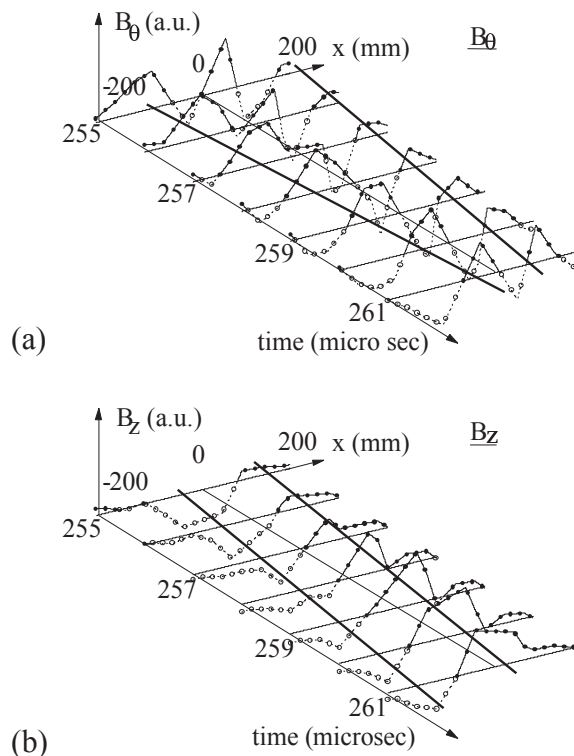 B_θ (a.u.)
B_θ
200 x (mm)
0
-200
255
257
259
261
time (micro sec)
(a)
B_Z (a.u.)
B_Z
200 x (mm)
0
-200
255
257
259
261
time (microsec)
(b)